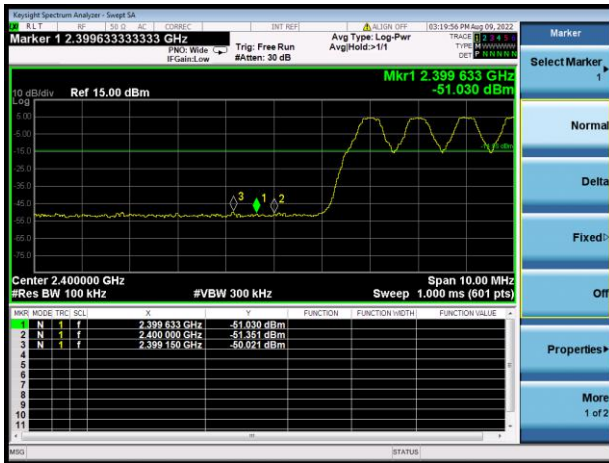 Keysight Spectrum Analyzer - Swept SA
RL T RF 50 Ω AC CORREC INT REF ALIGN OFF 03:19:56 PM Aug 09, 2022
Marker 1 2.399633333333 GHz
PNO: Wide
IFGain:Low
Trig: Free Run
#Atten: 30 dB
Avg Type: Log-Pwr
Avg|Hold:>1/1
TRACE 1 2 3 4 5 6
TYPE M WWWWW
DET P N N N N N
Mkr1 2.399 633 GHz
-51.030 dBm
10 dB/div Ref 15.00 dBm
Log
5.00
-5.00
-15.0
-25.0
-35.0
-45.0
-55.0
-65.0
-75.0
3
1
2
Center 2.400000 GHz Span 10.00 MHz
#Res BW 100 kHz #VBW 300 kHz Sweep 1.000 ms (601 pts)
MKR MODE TRC SCL X Y FUNCTION FUNCTION WIDTH FUNCTION VALUE
1 N 1 f 2.399 633 GHz -51.030 dBm
2 N 1 f 2.400 000 GHz -51.351 dBm
3 N 1 f 2.399 150 GHz -50.021 dBm
4
5
6
7
8
9
10
11
MSG STATUS
Marker
Select Marker
1
Normal
Delta
Fixed
Off
Properties
More
1 of 2